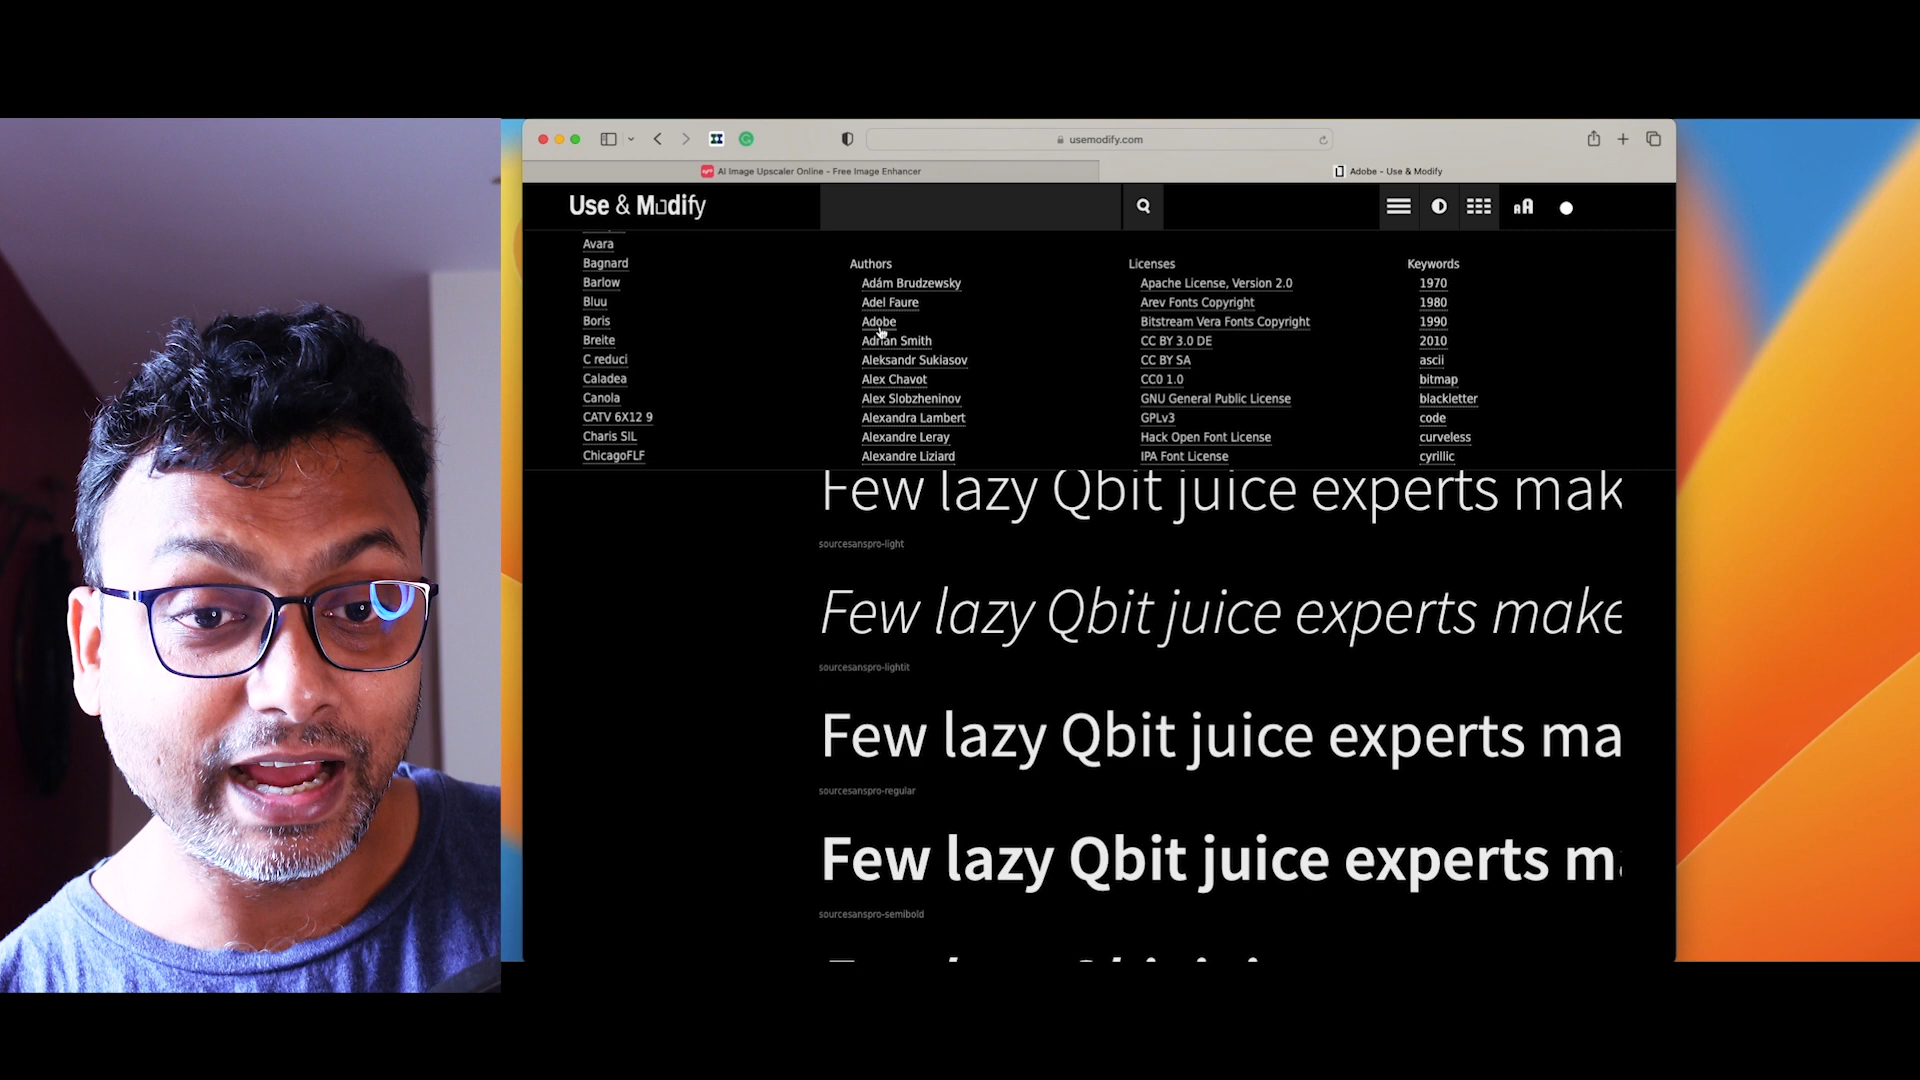 usemodify.com
AI Image Upscaler Online - Free Image Enhancer
Adobe - Use & Modify
Use & M▯dify
Avara
Bagnard
Barlow
Bluu
Boris
Breite
C reduci
Caladea
Canola
CATV 6X12 9
Charis SIL
ChicagoFLF
Authors
Adám Brudzewsky
Adel Faure
Adobe
Adrian Smith
Aleksandr Sukiasov
Alex Chavot
Alex Slobzheninov
Alexandra Lambert
Alexandre Leray
Alexandre Liziard
Licenses
Apache License, Version 2.0
Arev Fonts Copyright
Bitstream Vera Fonts Copyright
CC BY 3.0 DE
CC BY SA
CC0 1.0
GNU General Public License
GPLv3
Hack Open Font License
IPA Font License
Keywords
1970
1980
1990
2010
ascii
bitmap
blackletter
code
curveless
cyrillic
aA
Few lazy Qbit juice experts mak
sourcesanspro-light
Few lazy Qbit juice experts make
sourcesanspro-lightit
Few lazy Qbit juice experts ma
sourcesanspro-regular
Few lazy Qbit juice experts m
sourcesanspro-semibold